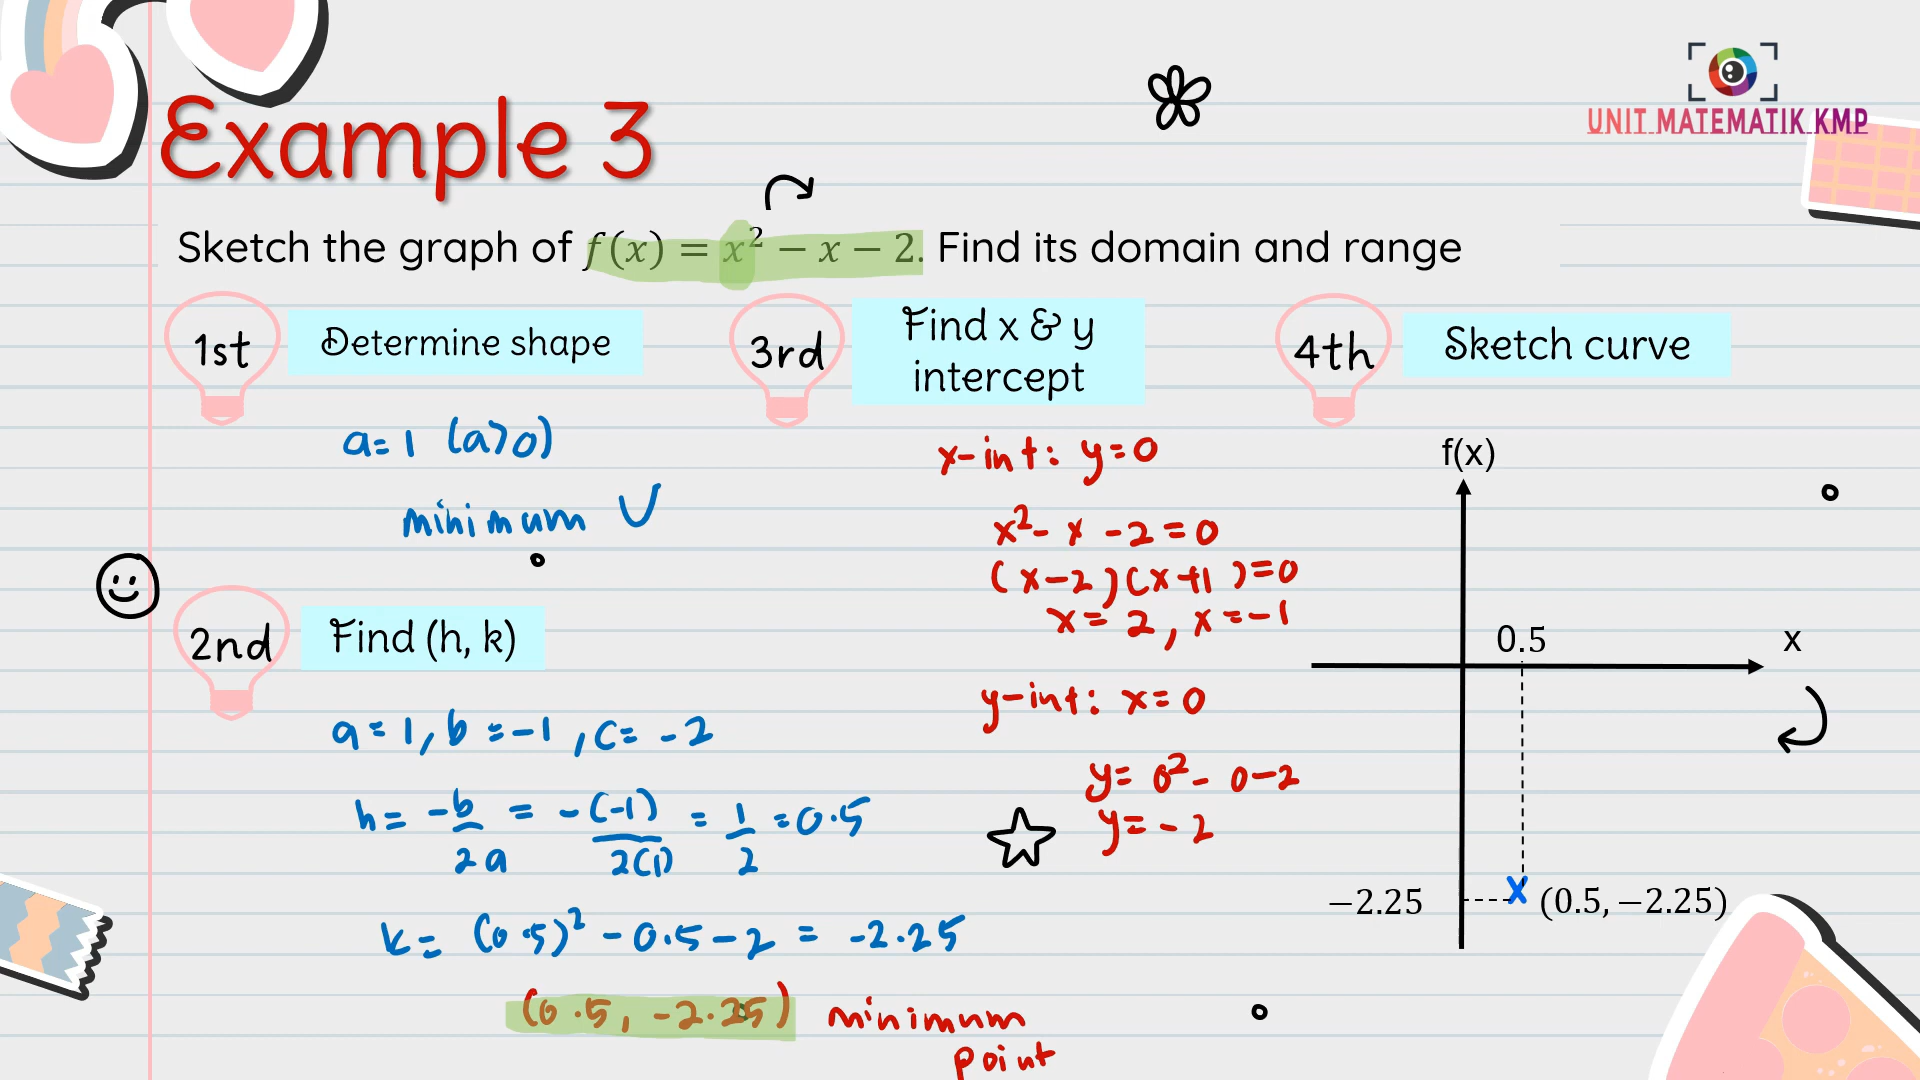 UNIT MATEMATIK KMP
Example 3
Sketch the graph of f(x) = x² − x − 2. Find its domain and range
1st
Determine shape
a = 1 (a>0)
minimum
2nd
Find (h, k)
a = 1, b = -1, c = -2
h = -b/2a = -(-1)/2(1) = 1/2 = 0.5
k = (0.5)² - 0.5 - 2 = -2.25
(0.5, -2.25) minimum
point
3rd
Find x & y
intercept
x-int: y=0
x² - x - 2 = 0
(x-2)(x+1)=0
x = 2, x = -1
y-int: x = 0
y = 0² - 0 - 2
y = -2
4th
Sketch curve
f(x)
0.5
x
−2.25
x
(0.5, −2.25)